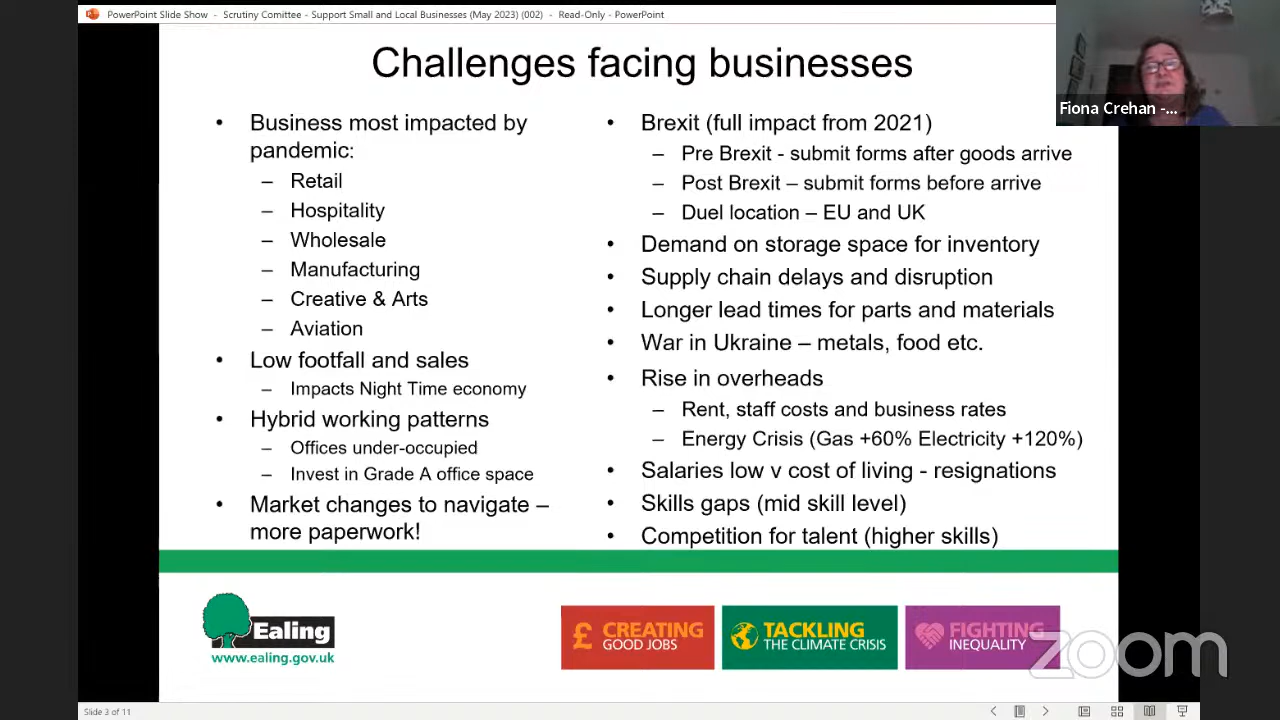 PowerPoint Slide Show - Scrutiny Comittee - Support Small and Local Businesses (May 2023) (002) - Read-Only - PowerPoint
Fiona Crehan -...
Challenges facing businesses
• Business most impacted by
pandemic:
– Retail
– Hospitality
– Wholesale
– Manufacturing
– Creative & Arts
– Aviation
• Low footfall and sales
– Impacts Night Time economy
• Hybrid working patterns
– Offices under-occupied
– Invest in Grade A office space
• Market changes to navigate –
more paperwork!
• Brexit (full impact from 2021)
– Pre Brexit - submit forms after goods arrive
– Post Brexit – submit forms before arrive
– Duel location – EU and UK
• Demand on storage space for inventory
• Supply chain delays and disruption
• Longer lead times for parts and materials
• War in Ukraine – metals, food etc.
• Rise in overheads
– Rent, staff costs and business rates
– Energy Crisis (Gas +60% Electricity +120%)
• Salaries low v cost of living - resignations
• Skills gaps (mid skill level)
• Competition for talent (higher skills)
Ealing
www.ealing.gov.uk
£ CREATING
GOOD JOBS
TACKLING
THE CLIMATE CRISIS
FIGHTING
INEQUALITY
zoom
Slide 3 of 11